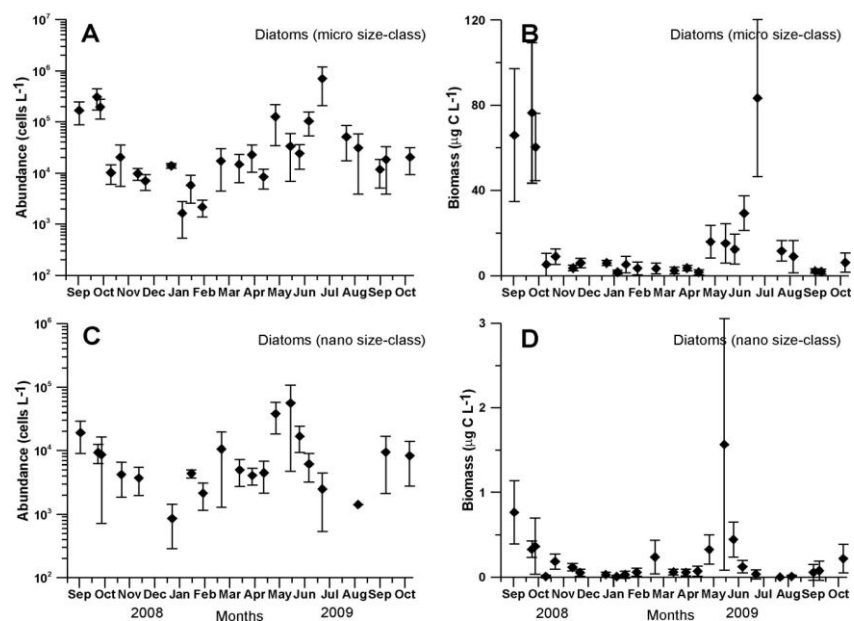 A
Diatoms (micro size-class)
Abundance (cells L-1)
10^7
10^6
10^5
10^4
10^3
10^2
Sep Oct Nov Dec Jan Feb Mar Apr May Jun Jul Aug Sep Oct
B
Diatoms (micro size-class)
Biomass (µg C L-1)
120
80
40
0
Sep Oct Nov Dec Jan Feb Mar Apr May Jun Jul Aug Sep Oct
C
Diatoms (nano size-class)
Abundance (cells L-1)
10^6
10^5
10^4
10^3
10^2
Sep Oct Nov Dec Jan Feb Mar Apr May Jun Jul Aug Sep Oct
2008 Months 2009
D
Diatoms (nano size-class)
Biomass (µg C L-1)
3
2
1
0
Sep Oct Nov Dec Jan Feb Mar Apr May Jun Jul Aug Sep Oct
2008 Months 2009